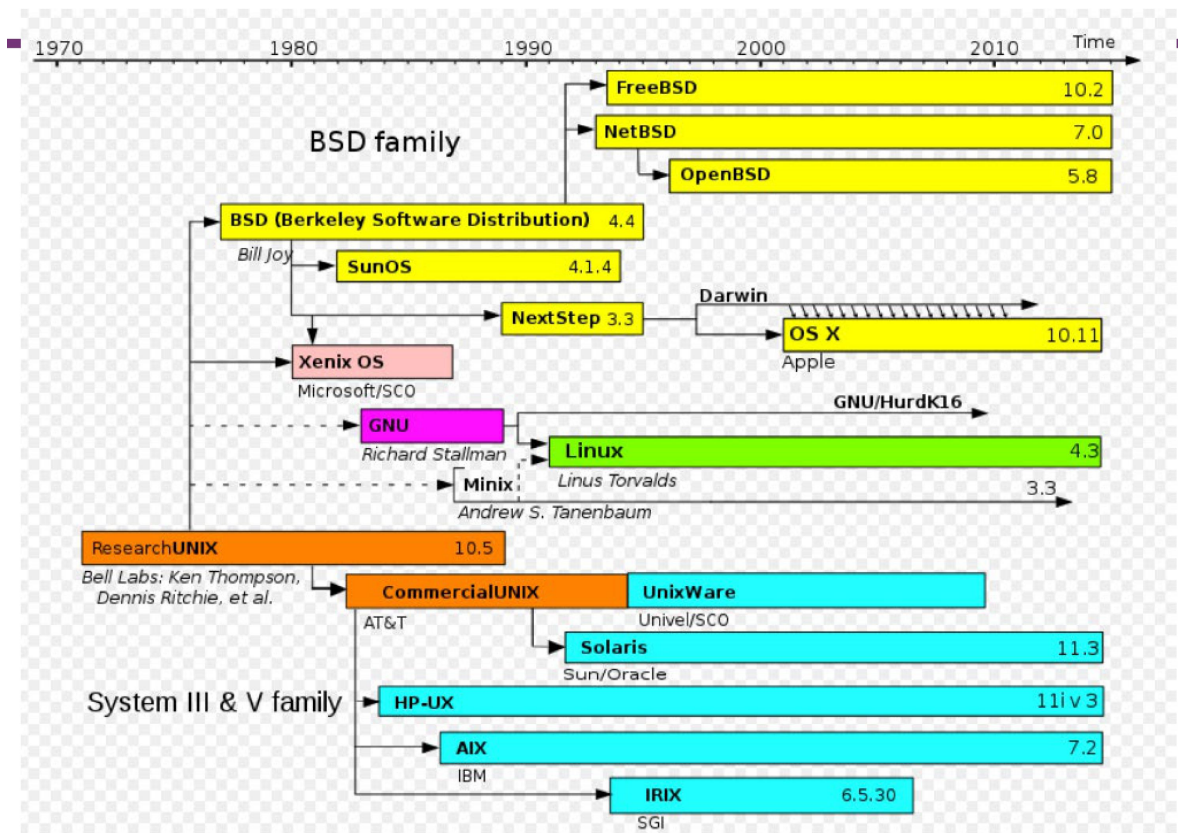 1970 1980 1990 2000 2010 Time
FreeBSD 10.2
BSD family
NetBSD 7.0
OpenBSD 5.8
BSD (Berkeley Software Distribution) 4.4
Bill Joy
SunOS 4.1.4
Darwin
NextStep 3.3
OS X 10.11
Apple
Xenix OS
Microsoft/SCO
GNU/HurdK16
GNU
Richard Stallman
Linux 4.3
Linus Torvalds
Minix 3.3
Andrew S. Tanenbaum
ResearchUNIX 10.5
Bell Labs: Ken Thompson,
Dennis Ritchie, et al.
CommercialUNIX UnixWare
AT&T Univel/SCO
Solaris 11.3
Sun/Oracle
System III & V family
HP-UX 11i v 3
AIX 7.2
IBM
IRIX 6.5.30
SGI